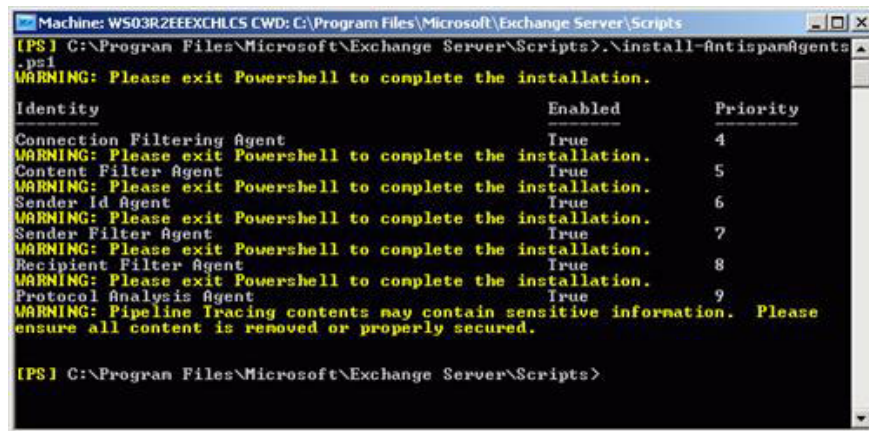 Machine: WS03R2EEEXCHLCS CWD: C:\Program Files\Microsoft\Exchange Server\Scripts
[PS] C:\Program Files\Microsoft\Exchange Server\Scripts>.\install-AntispamAgents
.ps1
WARNING: Please exit Powershell to complete the installation.
Identity Enabled Priority
-------- ------- --------
Connection Filtering Agent True 4
WARNING: Please exit Powershell to complete the installation.
Content Filter Agent True 5
WARNING: Please exit Powershell to complete the installation.
Sender Id Agent True 6
WARNING: Please exit Powershell to complete the installation.
Sender Filter Agent True 7
WARNING: Please exit Powershell to complete the installation.
Recipient Filter Agent True 8
WARNING: Please exit Powershell to complete the installation.
Protocol Analysis Agent True 9
WARNING: Pipeline Tracing contents may contain sensitive information. Please
ensure all content is removed or properly secured.
[PS] C:\Program Files\Microsoft\Exchange Server\Scripts>